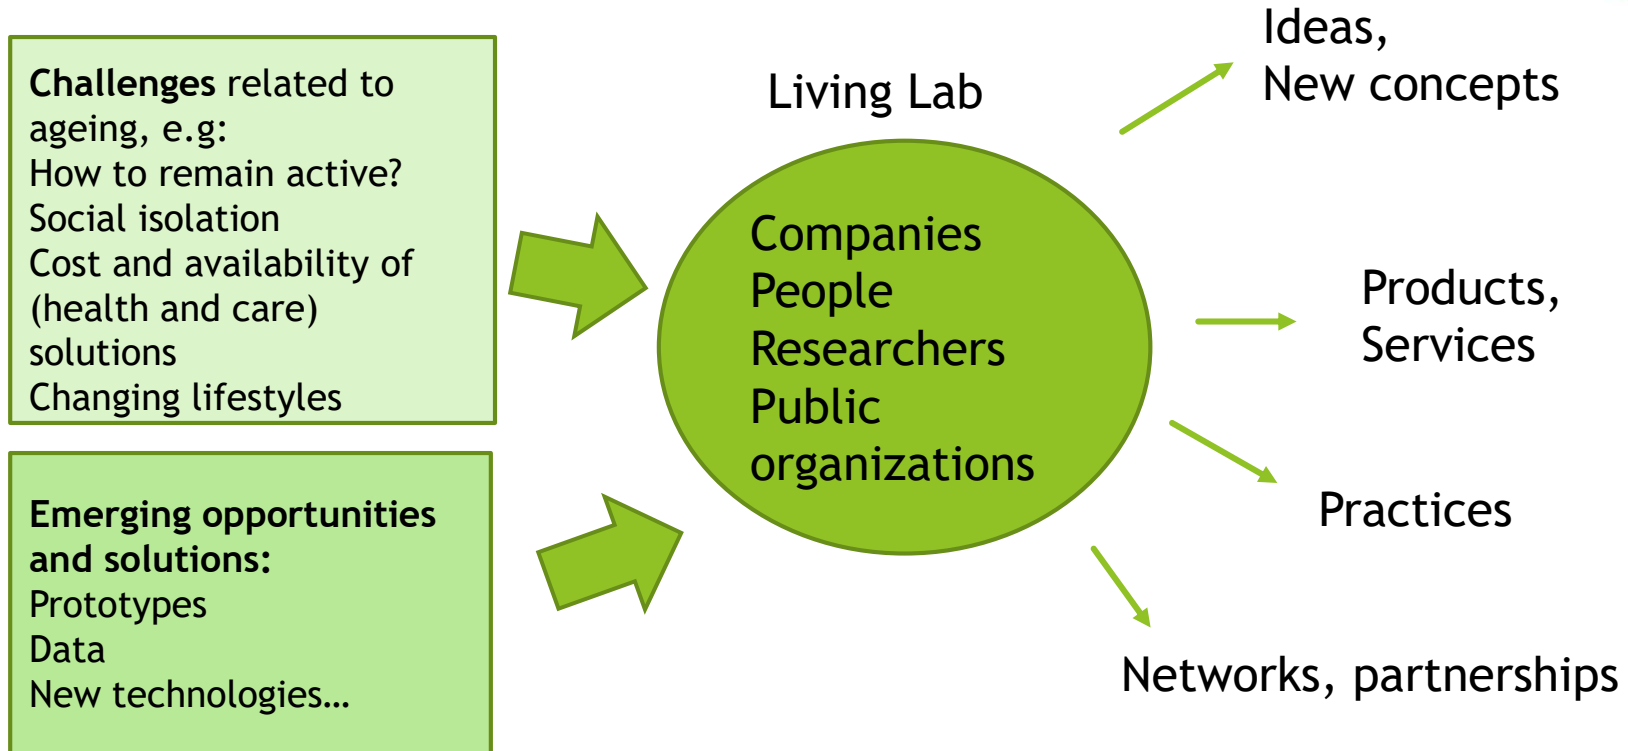 Challenges related to
ageing, e.g:
How to remain active?
Social isolation
Cost and availability of
(health and care)
solutions
Changing lifestyles
Emerging opportunities
and solutions:
Prototypes
Data
New technologies…
Living Lab
Companies
People
Researchers
Public
organizations
Ideas,
New concepts
Products,
Services
Practices
Networks, partnerships